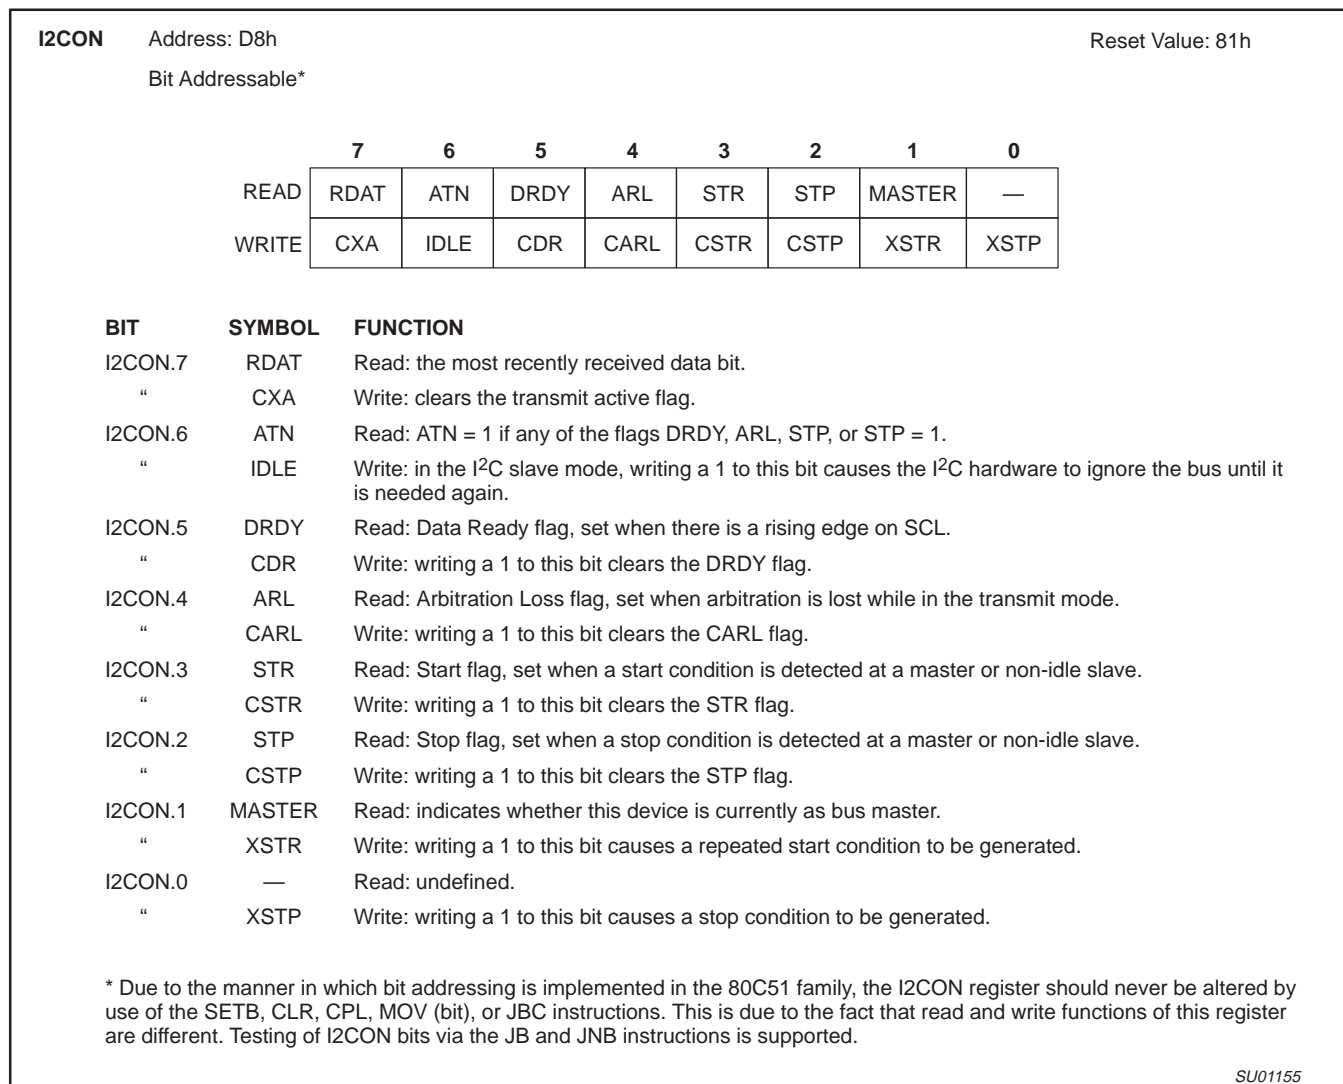 I2CON Address: D8h Reset Value: 81h
Bit Addressable*
7 6 5 4 3 2 1 0
READ RDAT ATN DRDY ARL STR STP MASTER —
WRITE CXA IDLE CDR CARL CSTR CSTP XSTR XSTP
BIT SYMBOL FUNCTION
I2CON.7 RDAT Read: the most recently received data bit.
“ CXA Write: clears the transmit active flag.
I2CON.6 ATN Read: ATN = 1 if any of the flags DRDY, ARL, STP, or STP = 1.
“ IDLE Write: in the I2C slave mode, writing a 1 to this bit causes the I2C hardware to ignore the bus until it
is needed again.
I2CON.5 DRDY Read: Data Ready flag, set when there is a rising edge on SCL.
“ CDR Write: writing a 1 to this bit clears the DRDY flag.
I2CON.4 ARL Read: Arbitration Loss flag, set when arbitration is lost while in the transmit mode.
“ CARL Write: writing a 1 to this bit clears the CARL flag.
I2CON.3 STR Read: Start flag, set when a start condition is detected at a master or non-idle slave.
“ CSTR Write: writing a 1 to this bit clears the STR flag.
I2CON.2 STP Read: Stop flag, set when a stop condition is detected at a master or non-idle slave.
“ CSTP Write: writing a 1 to this bit clears the STP flag.
I2CON.1 MASTER Read: indicates whether this device is currently as bus master.
“ XSTR Write: writing a 1 to this bit causes a repeated start condition to be generated.
I2CON.0 — Read: undefined.
“ XSTP Write: writing a 1 to this bit causes a stop condition to be generated.
* Due to the manner in which bit addressing is implemented in the 80C51 family, the I2CON register should never be altered by
use of the SETB, CLR, CPL, MOV (bit), or JBC instructions. This is due to the fact that read and write functions of this register
are different. Testing of I2CON bits via the JB and JNB instructions is supported.
SU01155